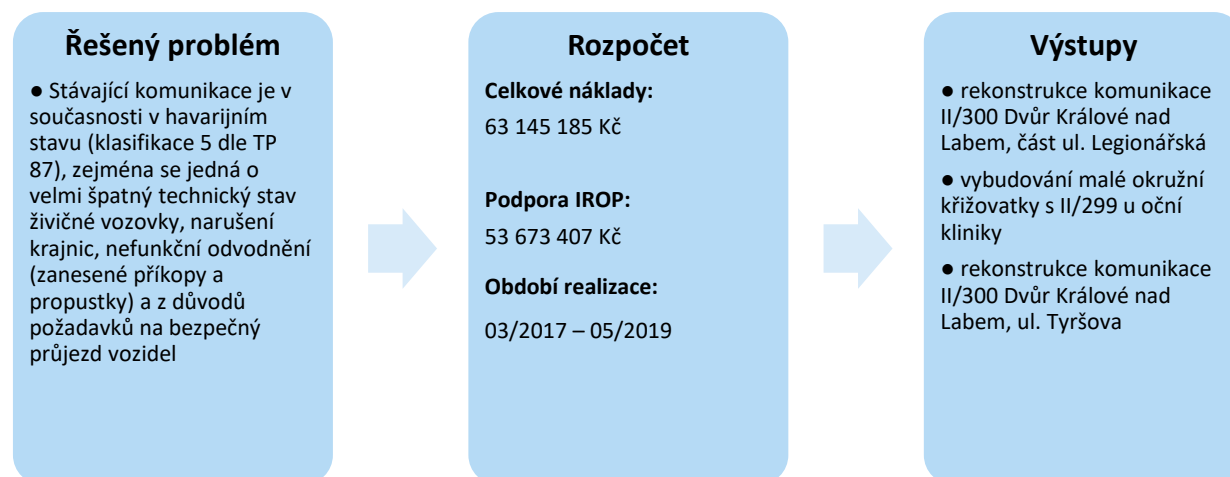 Řešený problém
● Stávající komunikace je v
současnosti v havarijním
stavu (klasifikace 5 dle TP
87), zejména se jedná o
velmi špatný technický stav
živičné vozovky, narušení
krajnic, nefunkční odvodnění
(zanesené příkopy a
propustky) a z důvodů
požadavků na bezpečný
průjezd vozidel
Rozpočet
Celkové náklady:
63 145 185 Kč
Podpora IROP:
53 673 407 Kč
Období realizace:
03/2017 – 05/2019
Výstupy
● rekonstrukce komunikace
II/300 Dvůr Králové nad
Labem, část ul. Legionářská
● vybudování malé okružní
křižovatky s II/299 u oční
kliniky
● rekonstrukce komunikace
II/300 Dvůr Králové nad
Labem, ul. Tyršova